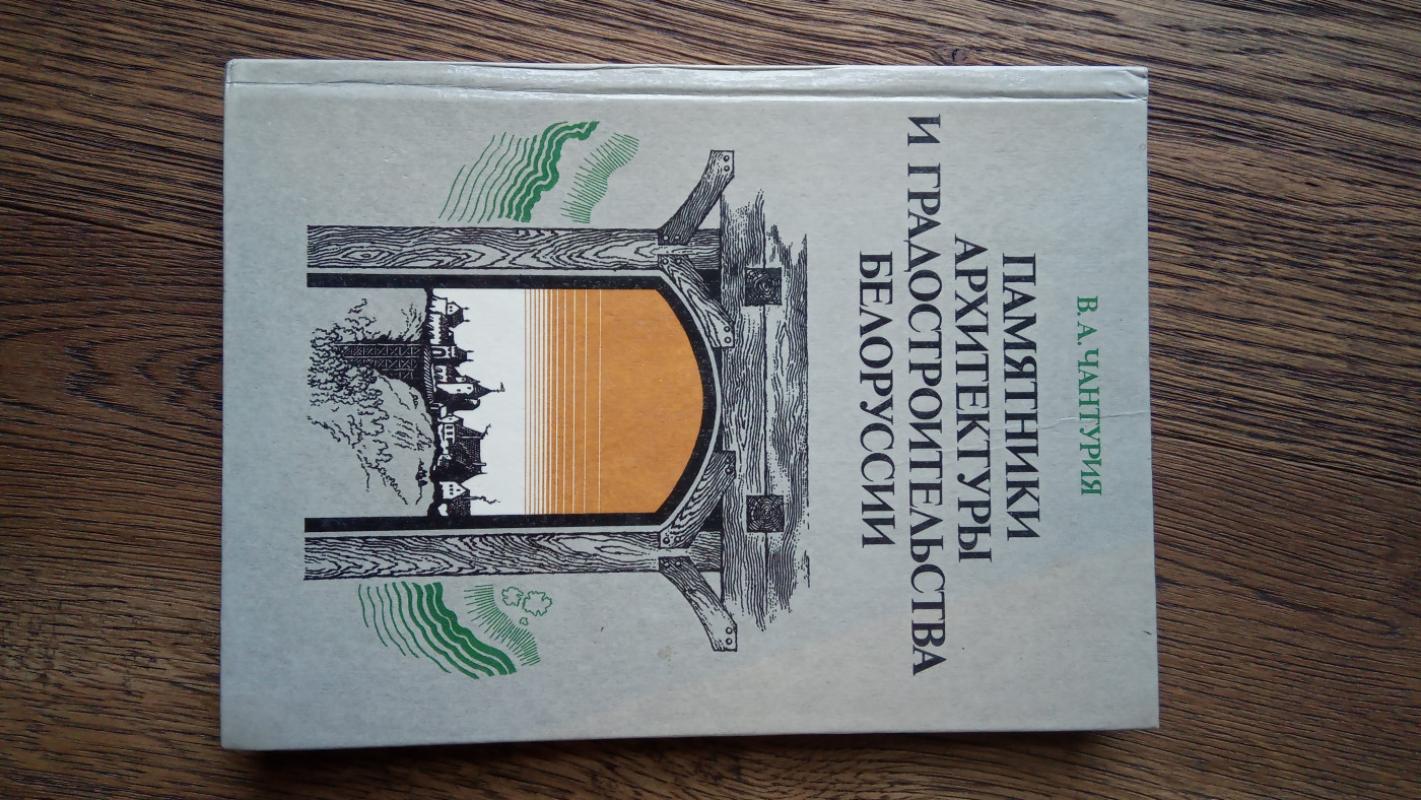 В. А. ЧАНТУРИЯ
ПАМЯТНИКИ
АРХИТЕКТУРЫ
И ГРАДОСТРОИТЕЛЬСТВА
БЕЛОРУССИИ